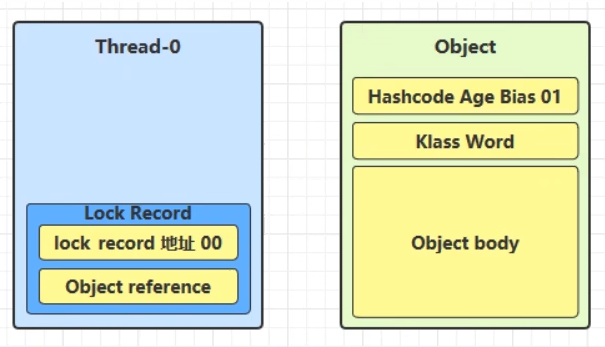 Thread-0
Lock Record
lock record 地址 00
Object reference
Object
Hashcode Age Bias 01
Klass Word
Object body